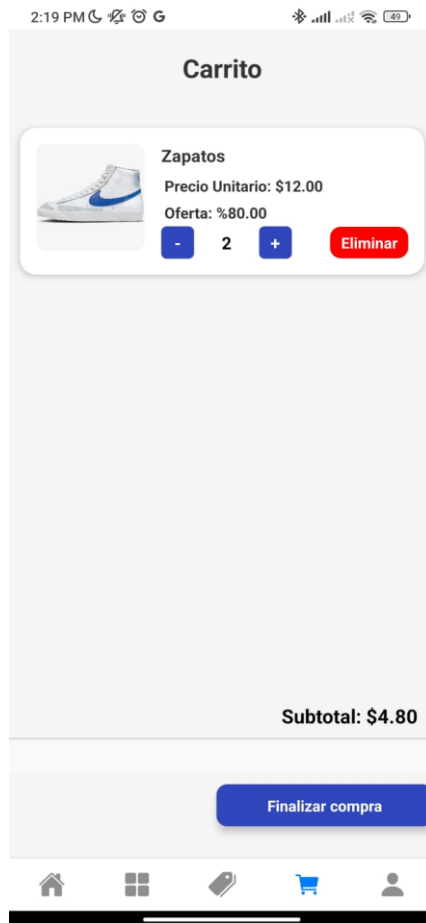 2:19 PM G 49
Carrito
Zapatos
Precio Unitario: $12.00
Oferta: %80.00
- 2 + Eliminar
Subtotal: $4.80
Finalizar compra